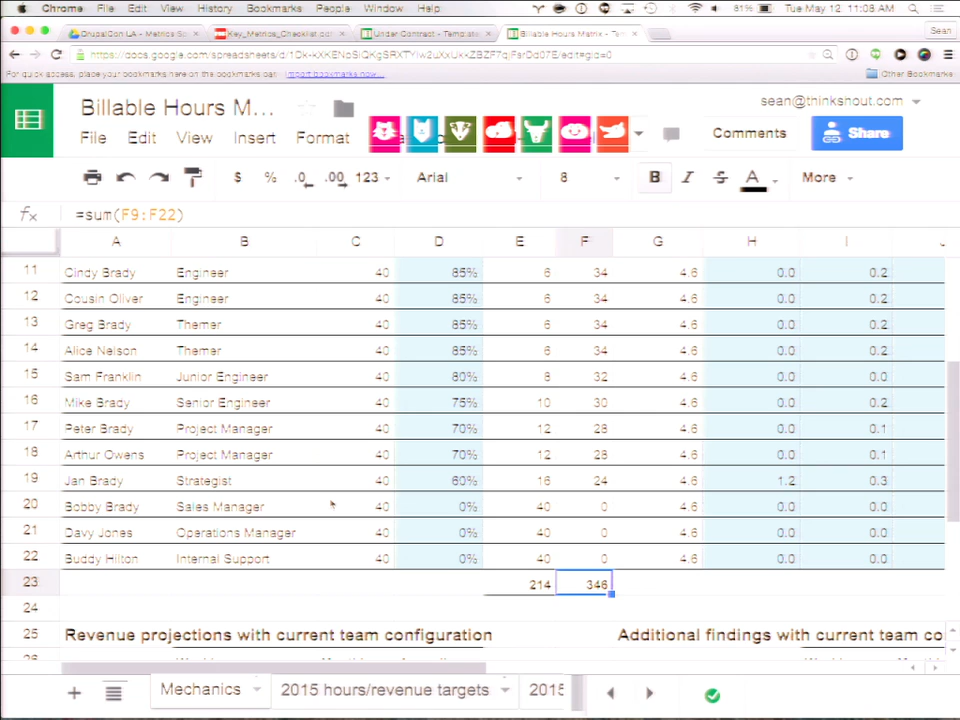 Chrome File Edit View History Bookmarks People Window Help 81% Tue May 12 11:08 AM
DrupalCon LA - Metrics Key_Metrics_Checklist.pdf Under Contract - Template Billable Hours Matrix - Sean
For quick access, place your bookmarks here on the bookmarks bar. Import bookmarks now... Other Bookmarks
Billable Hours M... sean@thinkshout.com
File Edit View Insert Format Comments Share
$ % .0 .00 123 Arial 8 B I S A More
fx =sum(F9:F22)
A B C D E F G H I
11 Cindy Brady Engineer 40 85% 6 34 4.6 0.0 0.2
12 Cousin Oliver Engineer 40 85% 6 34 4.6 0.0 0.2
13 Greg Brady Themer 40 85% 6 34 4.6 0.0 0.2
14 Alice Nelson Themer 40 85% 6 34 4.6 0.0 0.2
15 Sam Franklin Junior Engineer 40 80% 8 32 4.6 0.0 0.0
16 Mike Brady Senior Engineer 40 75% 10 30 4.6 0.0 0.2
17 Peter Brady Project Manager 40 70% 12 28 4.6 0.0 0.1
18 Arthur Owens Project Manager 40 70% 12 28 4.6 0.0 0.1
19 Jan Brady Strategist 40 60% 16 24 4.6 1.2 0.3
20 Bobby Brady Sales Manager 40 0% 40 0 4.6 0.0 0.0
21 Davy Jones Operations Manager 40 0% 40 0 4.6 0.0 0.0
22 Buddy Hilton Internal Support 40 0% 40 0 4.6 0.0 0.0
23 214 346
24
25 Revenue projections with current team configuration Additional findings with current team co
26
+ Mechanics 2015 hours/revenue targets 2015